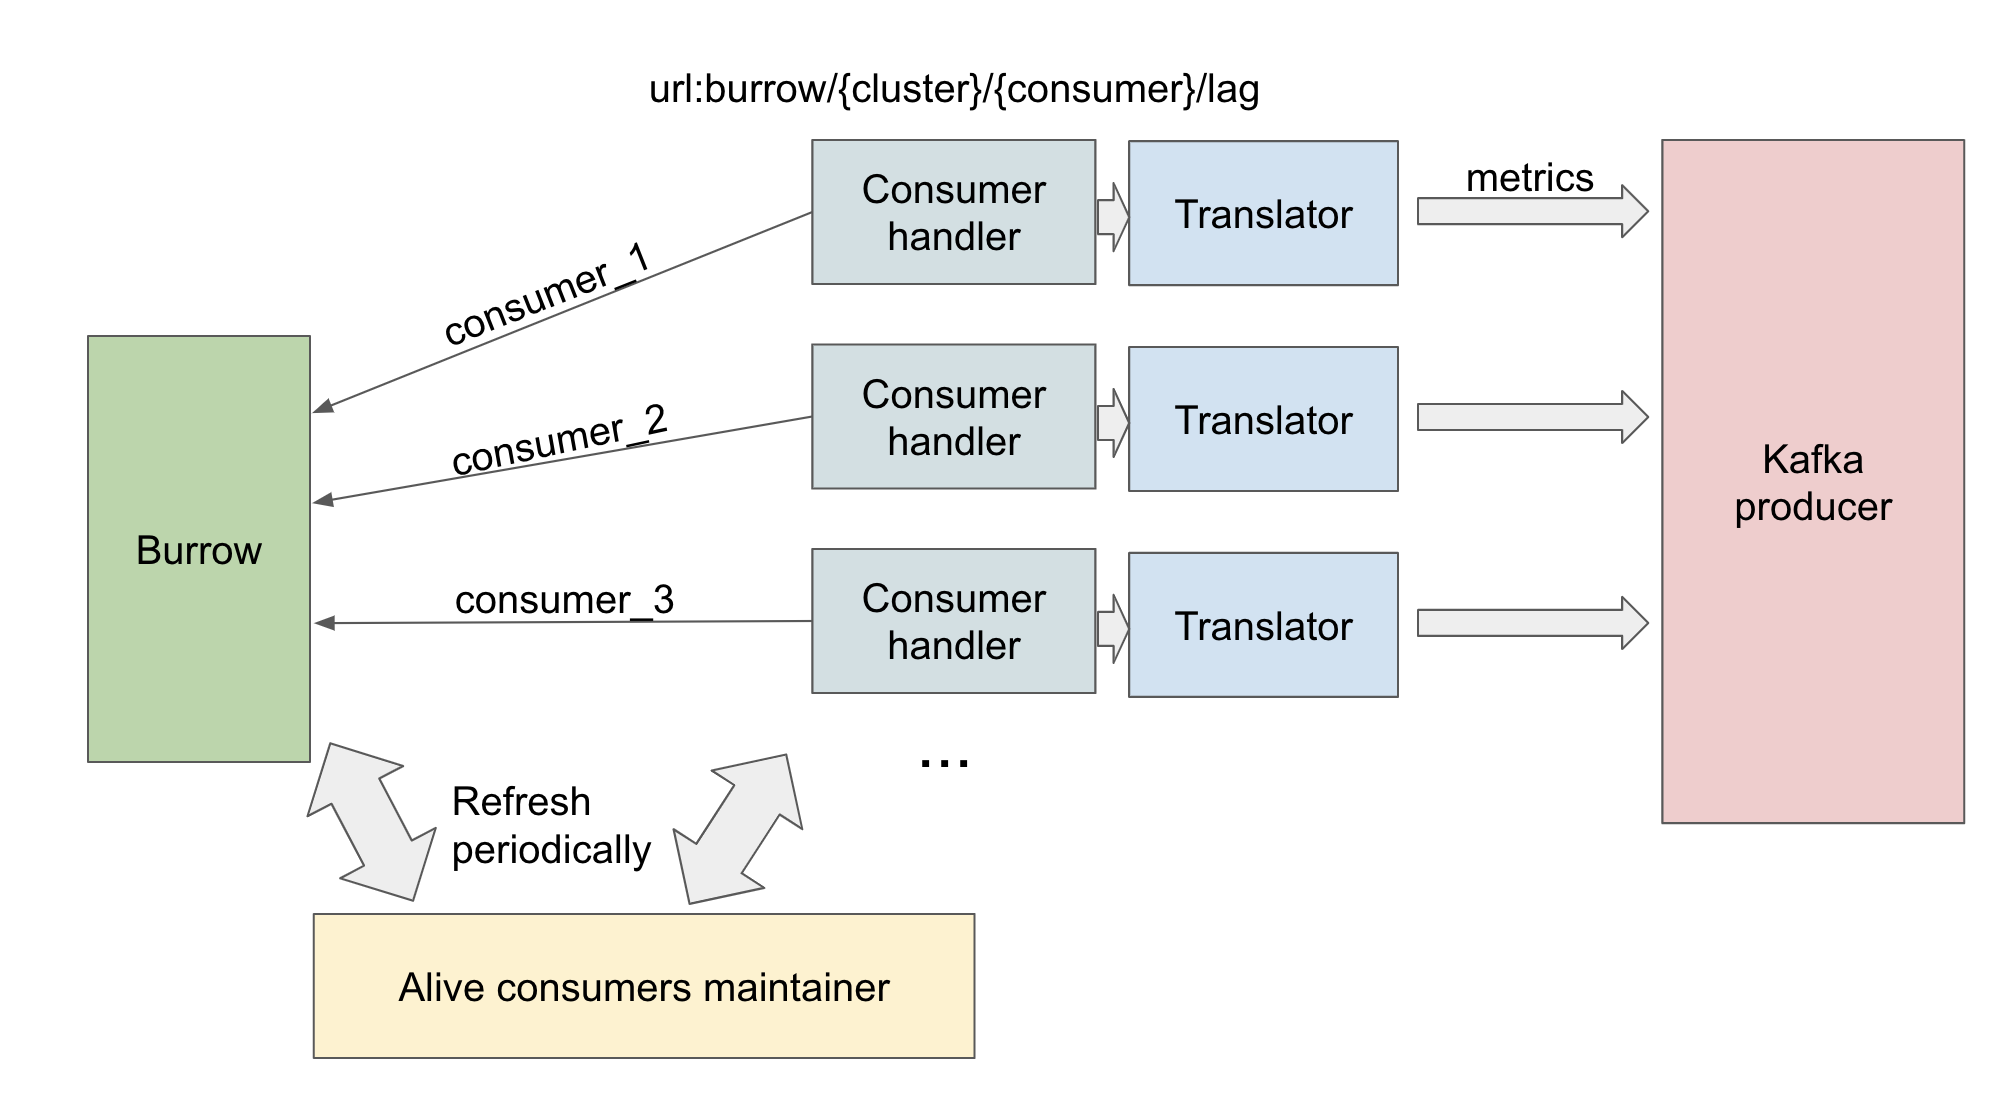 url:burrow/{cluster}/{consumer}/lag
Consumer
handler
Translator
metrics
consumer_1
Consumer
handler
Translator
consumer_2
Kafka
producer
Burrow
consumer_3
Consumer
handler
Translator
...
Refresh
periodically
Alive consumers maintainer